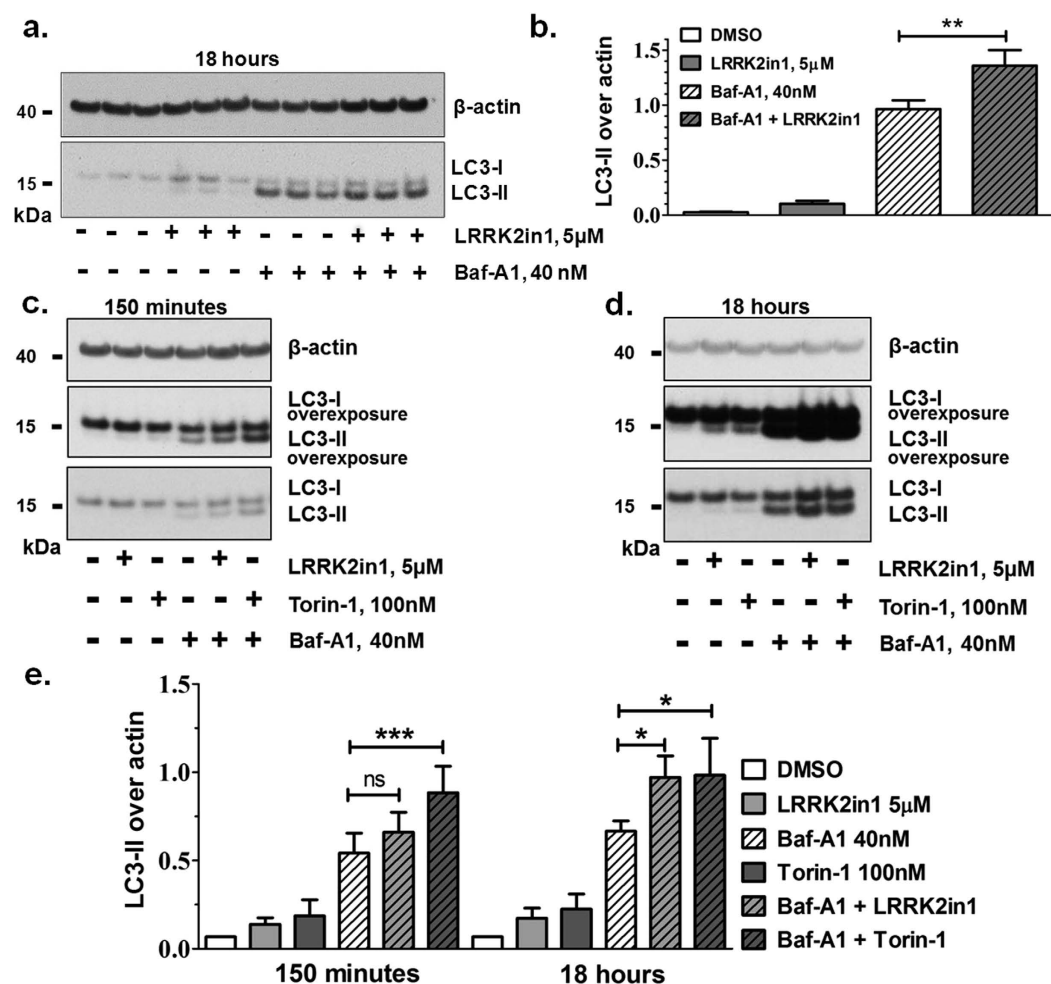 a.
18 hours
40
β-actin
15
LC3-I
LC3-II
kDa
- - - + + + - - - + + + LRRK2in1, 5µM
- - - - - - + + + + + + Baf-A1, 40 nM
b.
LC3-II over actin
1.5
1.0
0.5
0.0
DMSO
LRRK2in1, 5µM
Baf-A1, 40nM
Baf-A1 + LRRK2in1
**
c.
150 minutes
40
β-actin
LC3-I
overexposure
15
LC3-II
overexposure
LC3-I
15
LC3-II
kDa
- + - - + - LRRK2in1, 5µM
- - + - - + Torin-1, 100nM
- - - + + + Baf-A1, 40nM
d.
18 hours
40
β-actin
LC3-I
overexposure
15
LC3-II
overexposure
LC3-I
15
LC3-II
kDa
- + - - + - LRRK2in1, 5µM
- - + - - + Torin-1, 100nM
- - - + + + Baf-A1, 40nM
e.
LC3-II over actin
1.5
1.0
0.5
0.0
***
ns
*
*
150 minutes
18 hours
DMSO
LRRK2in1 5µM
Baf-A1 40nM
Torin-1 100nM
Baf-A1 + LRRK2in1
Baf-A1 + Torin-1